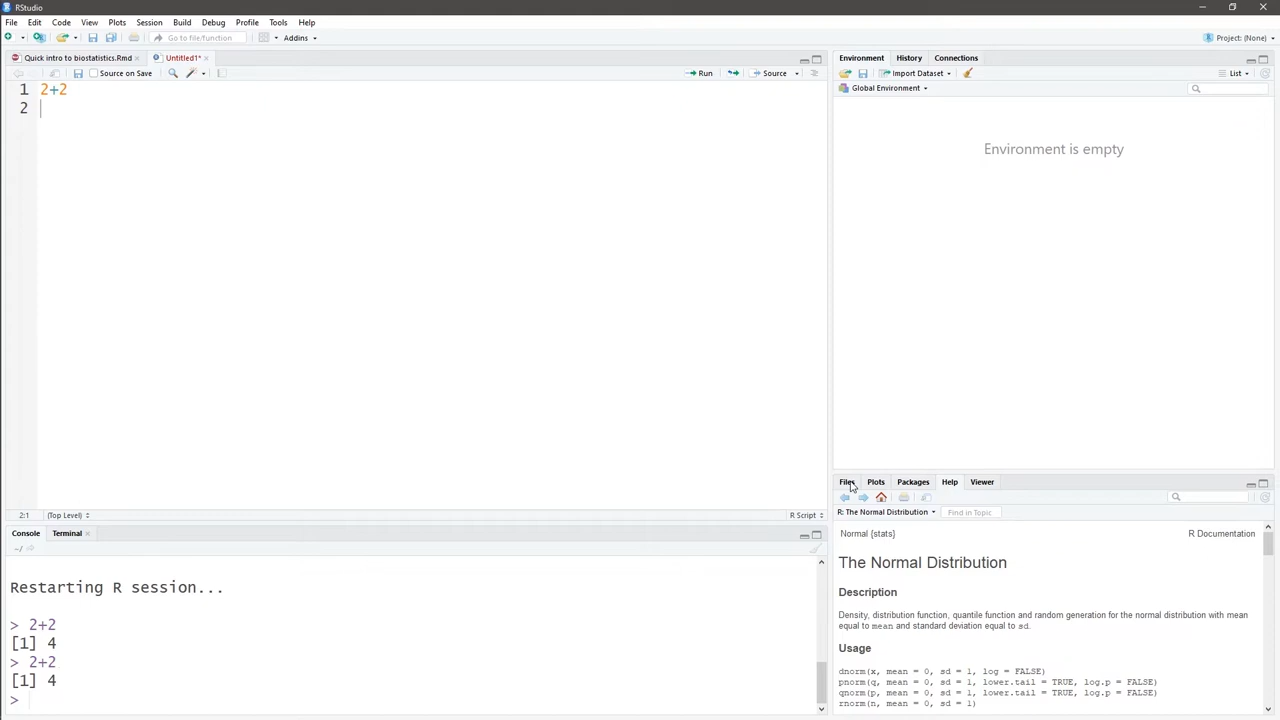 RStudio
File Edit Code View Plots Session Build Debug Profile Tools Help
Go to file/function Addins Project: (None)
Quick intro to biostatistics.Rmd Untitled1*
Source on Save Run Source
1 2+2
2
2:1 (Top Level) R Script
Console Terminal
~/
Restarting R session...
> 2+2
[1] 4
> 2+2
[1] 4
>
Environment History Connections
Import Dataset List
Global Environment
Environment is empty
Files Plots Packages Help Viewer
R: The Normal Distribution Find in Topic
Normal {stats} R Documentation
The Normal Distribution
Description
Density, distribution function, quantile function and random generation for the normal distribution with mean
equal to mean and standard deviation equal to sd.
Usage
dnorm(x, mean = 0, sd = 1, log = FALSE)
pnorm(q, mean = 0, sd = 1, lower.tail = TRUE, log.p = FALSE)
qnorm(p, mean = 0, sd = 1, lower.tail = TRUE, log.p = FALSE)
rnorm(n, mean = 0, sd = 1)